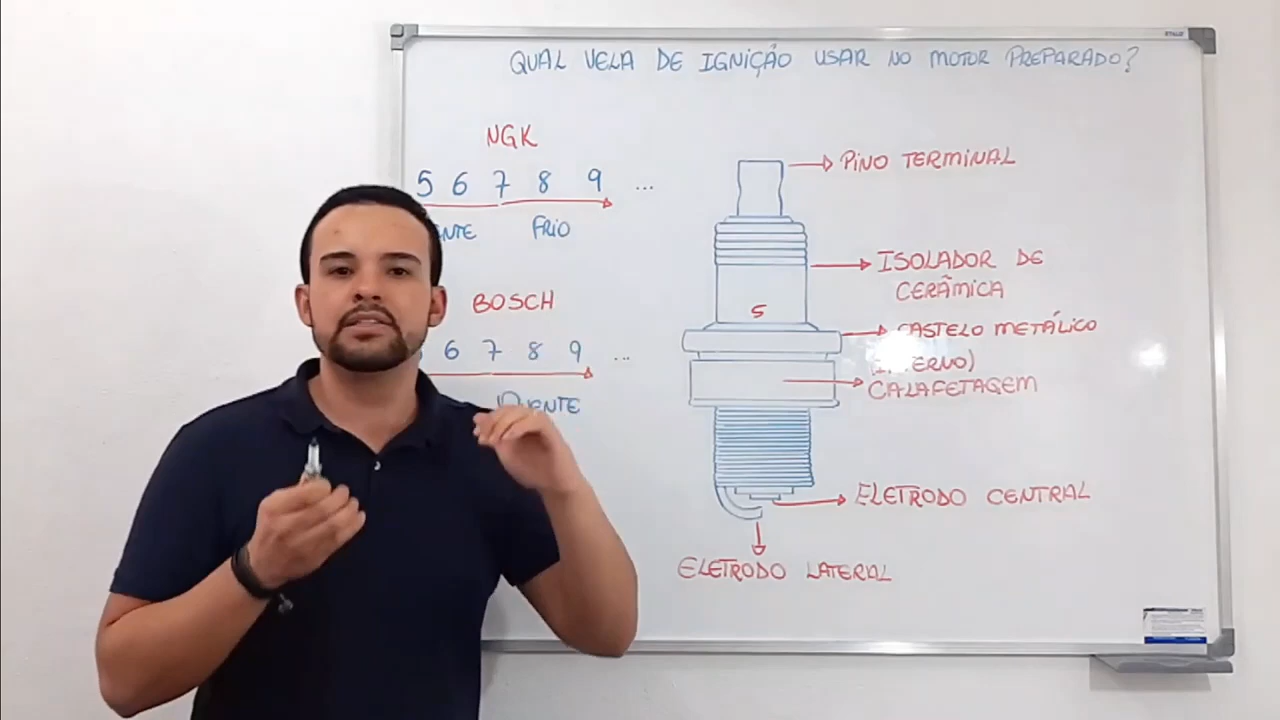 QUAL VELA DE IGNIÇÃO USAR NO MOTOR PREPARADO?
NGK
5 6 7 8 9 ...
FRIO
BOSCH
6 7 8 9 ...
PINO TERMINAL
ISOLADOR DE
CERÂMICA
5
CASTELO METÁLICO
CALAFETAGEM
ELETRODO CENTRAL
ELETRODO LATERAL